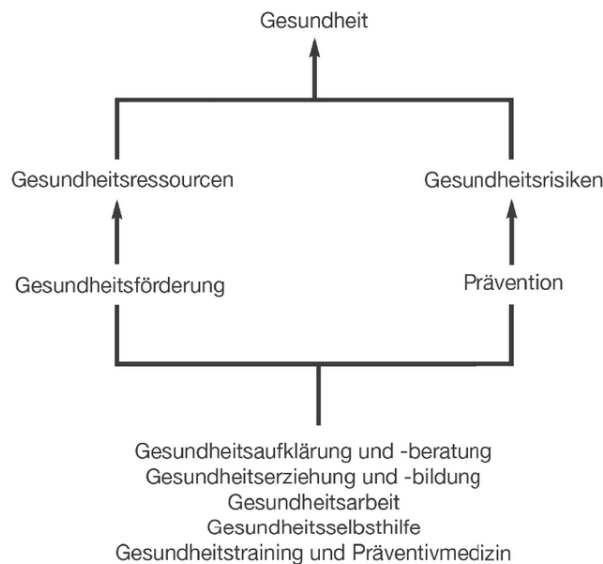 Gesundheit
Gesundheitsressourcen
Gesundheitsrisiken
Gesundheitsförderung
Prävention
Gesundheitsaufklärung und -beratung
Gesundheitserziehung und -bildung
Gesundheitsarbeit
Gesundheitsselbsthilfe
Gesundheitstraining und Präventivmedizin